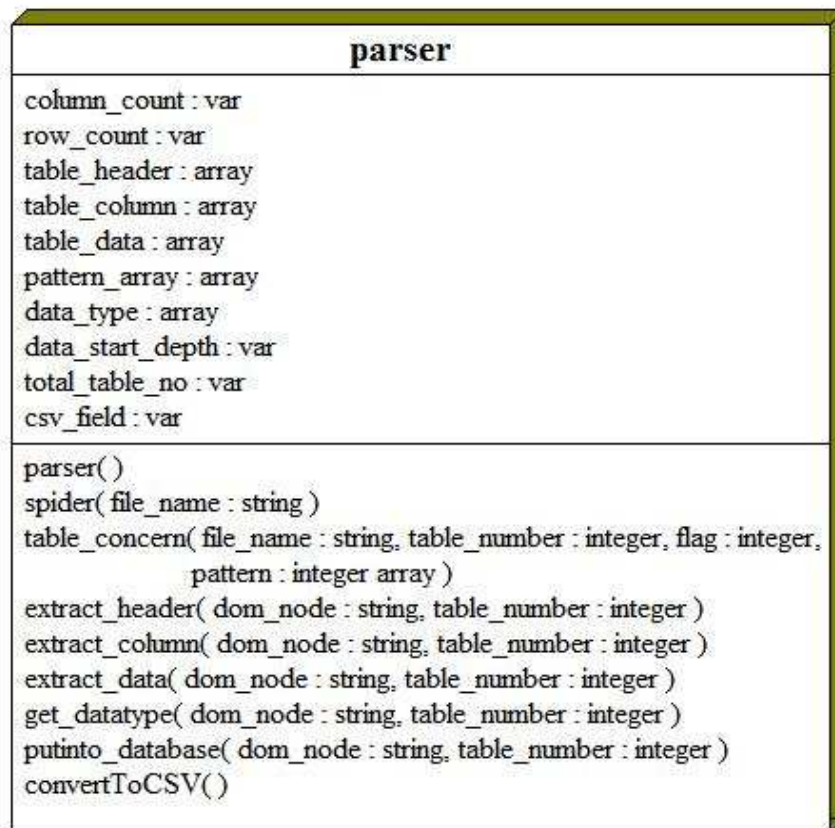 parser
column_count : var
row_count : var
table_header : array
table_column : array
table_data : array
pattern_array : array
data_type : array
data_start_depth : var
total_table_no : var
csv_field : var
parser( )
spider( file_name : string )
table_concern( file_name : string, table_number : integer, flag : integer,
pattern : integer array )
extract_header( dom_node : string, table_number : integer )
extract_column( dom_node : string, table_number : integer )
extract_data( dom_node : string, table_number : integer )
get_datatype( dom_node : string, table_number : integer )
putinto_database( dom_node : string, table_number : integer )
convertToCSV( )